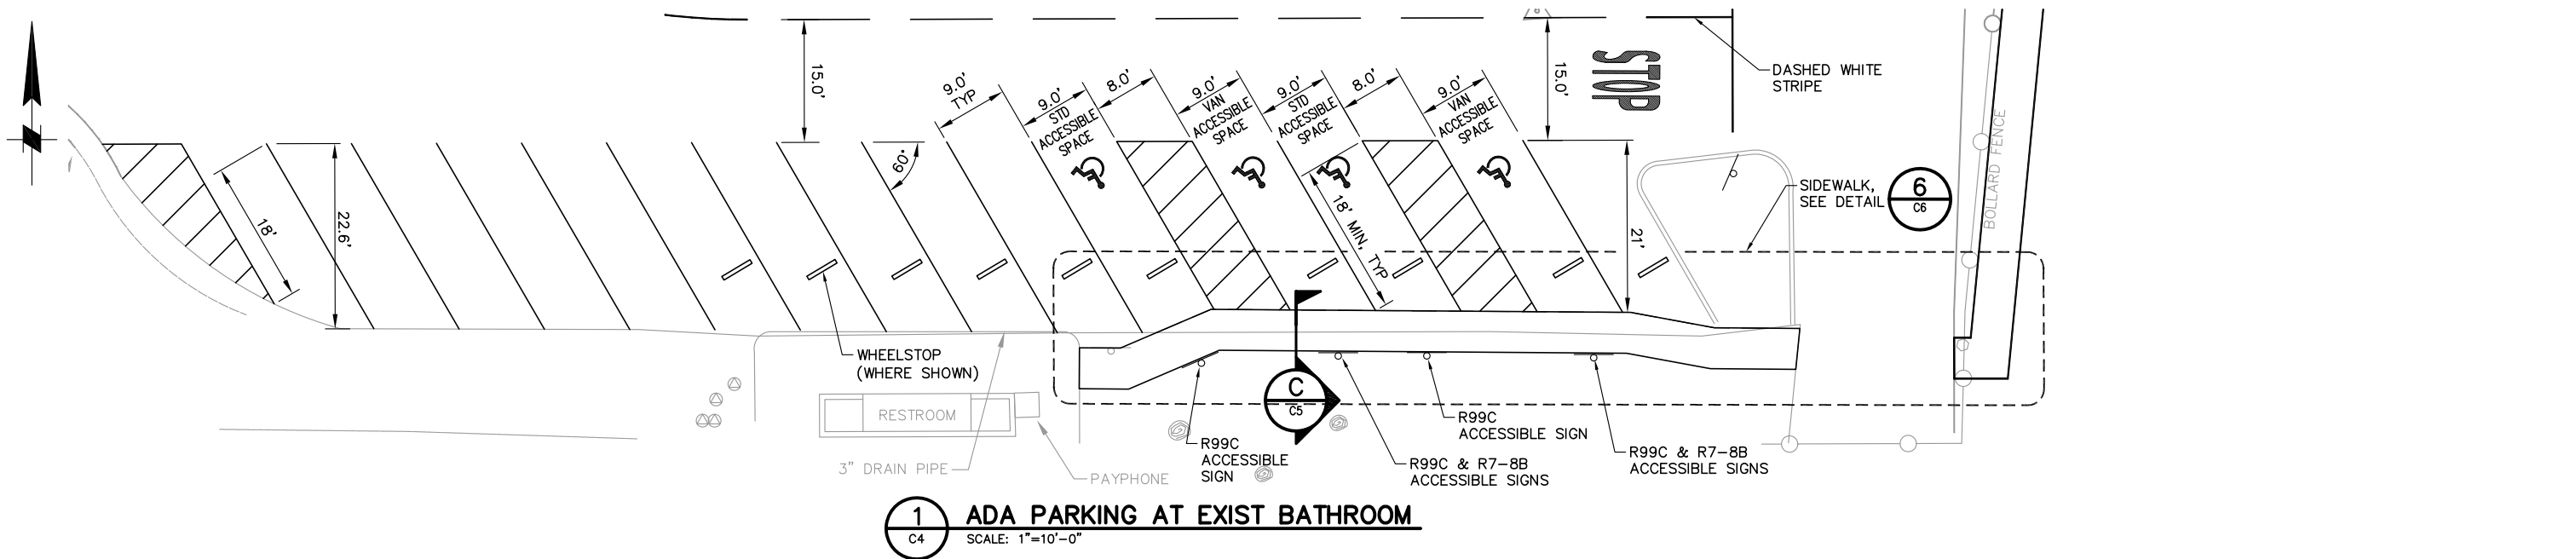 15.0'
15.0'
STOP
DASHED WHITE
STRIPE
9.0'
TYP
9.0'
STD
ACCESSIBLE
SPACE
8.0'
9.0'
VAN
ACCESSIBLE
SPACE
9.0'
STD
ACCESSIBLE
SPACE
8.0'
9.0'
VAN
ACCESSIBLE
SPACE
60°
18'
22.6'
18' MIN, TYP
21'
SIDEWALK,
SEE DETAIL
6
C6
BOLLARD FENCE
WHEELSTOP
(WHERE SHOWN)
RESTROOM
3" DRAIN PIPE
PAYPHONE
C
C5
R99C
ACCESSIBLE
SIGN
R99C & R7-8B
ACCESSIBLE SIGNS
R99C
ACCESSIBLE SIGN
R99C & R7-8B
ACCESSIBLE SIGNS
1
C4
ADA PARKING AT EXIST BATHROOM
SCALE: 1"=10'-0"